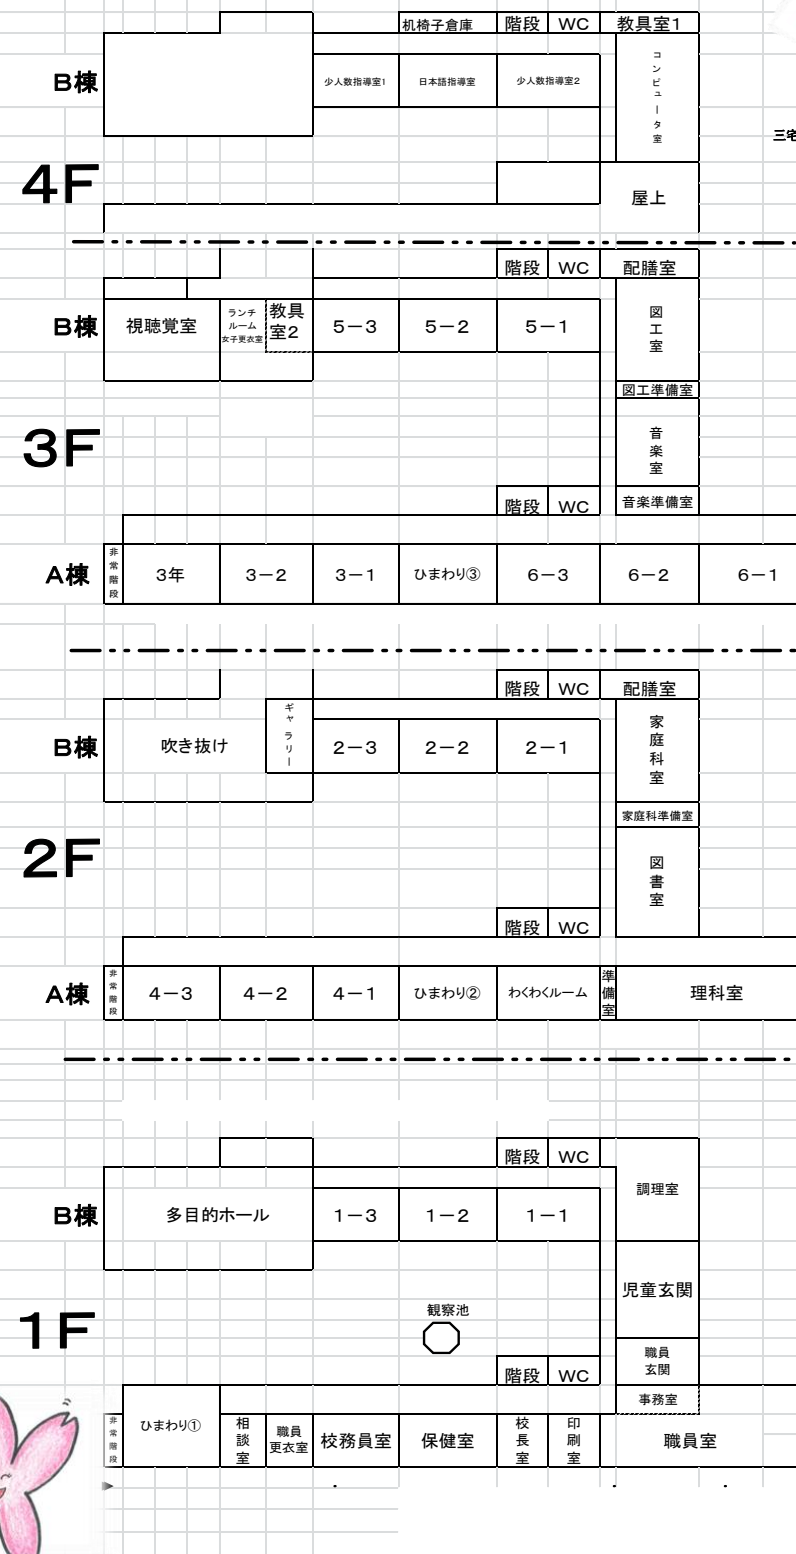 机椅子倉庫 階段 WC 教具室1
B棟 少人数指導室1 日本語指導室 少人数指導室2 コンピュータ室
三宅
4F
屋上
階段 WC 配膳室
B棟 視聴覚室 ランチルーム 女子更衣室 教具室2 5－3 5－2 5－1 図工室
図工準備室
3F
音楽室
階段 WC 音楽準備室
A棟 非常階段 3年 3－2 3－1 ひまわり③ 6－3 6－2 6－1
階段 WC 配膳室
B棟 吹き抜け ギャラリー 2－3 2－2 2－1 家庭科室
家庭科準備室
2F
図書室
階段 WC
A棟 非常階段 4－3 4－2 4－1 ひまわり② わくわくルーム 準備室 理科室
階段 WC
調理室
B棟 多目的ホール 1－3 1－2 1－1
児童玄関
観察池
1F
職員玄関
階段 WC
事務室
非常階段 ひまわり① 相談室 職員更衣室 校務員室 保健室 校長室 印刷室 職員室